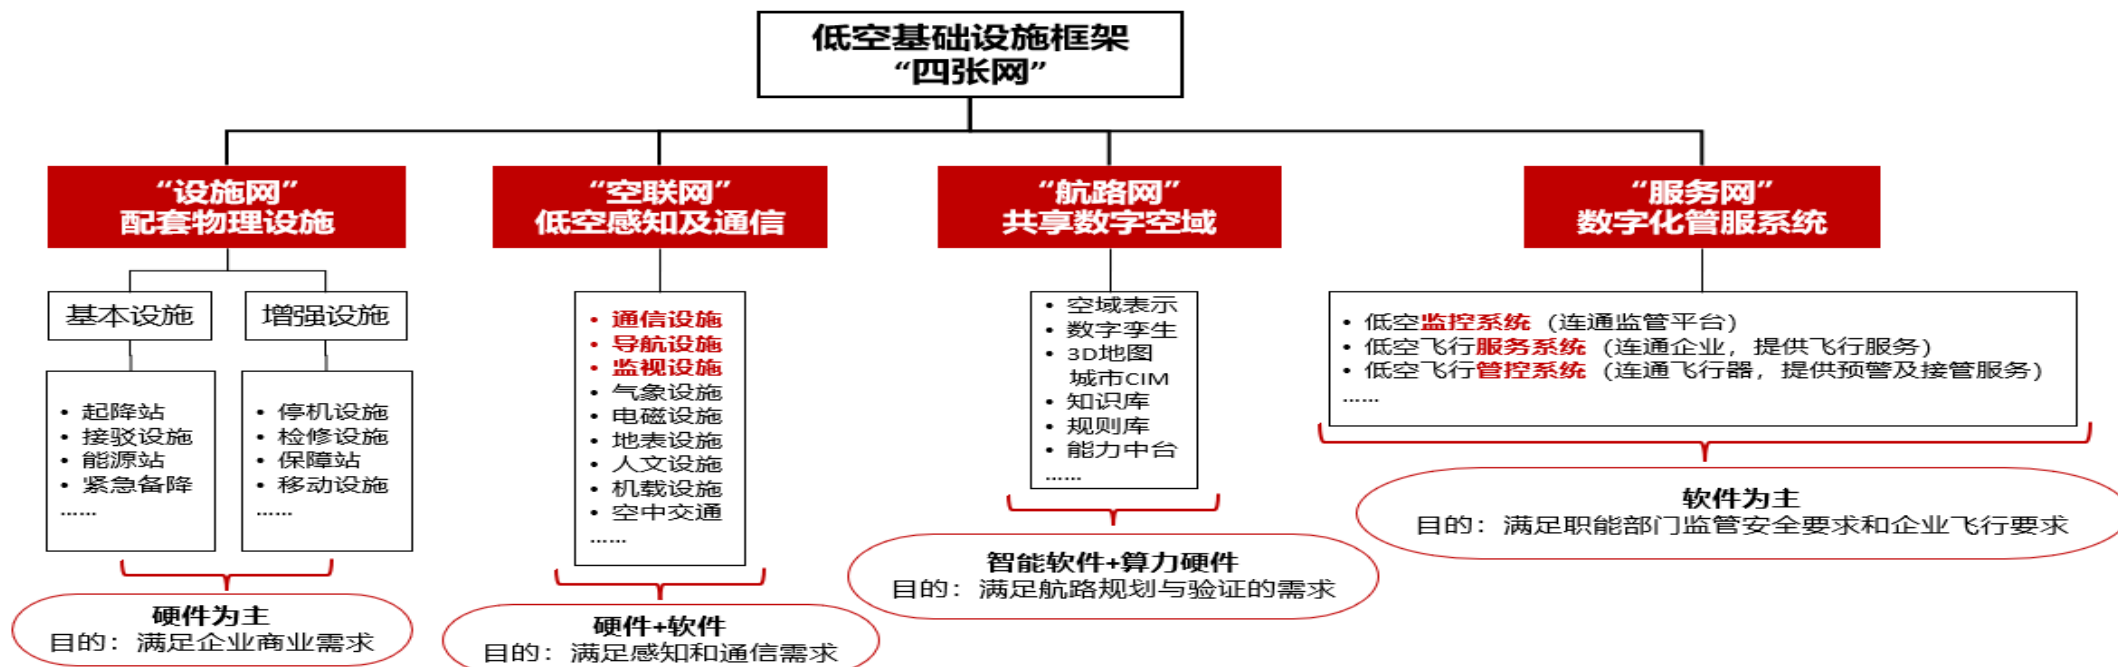 低空基础设施框架
“四张网”
“设施网”
配套物理设施
基本设施
• 起降站
• 接驳设施
• 能源站
• 紧急备降
……
增强设施
• 停机设施
• 检修设施
• 保障站
• 移动设施
……
硬件为主
目的：满足企业商业需求
“空联网”
低空感知及通信
• 通信设施
• 导航设施
• 监视设施
• 气象设施
• 电磁设施
• 地表设施
• 人文设施
• 机载设施
• 空中交通
……
硬件+软件
目的：满足感知和通信需求
“航路网”
共享数字空域
• 空域表示
• 数字孪生
• 3D地图
城市CIM
• 知识库
• 规则库
• 能力中台
……
智能软件+算力硬件
目的：满足航路规划与验证的需求
“服务网”
数字化管服系统
• 低空监控系统（连通监管平台）
• 低空飞行服务系统（连通企业，提供飞行服务）
• 低空飞行管控系统（连通飞行器，提供预警及接管服务）
……
软件为主
目的：满足职能部门监管安全要求和企业飞行要求